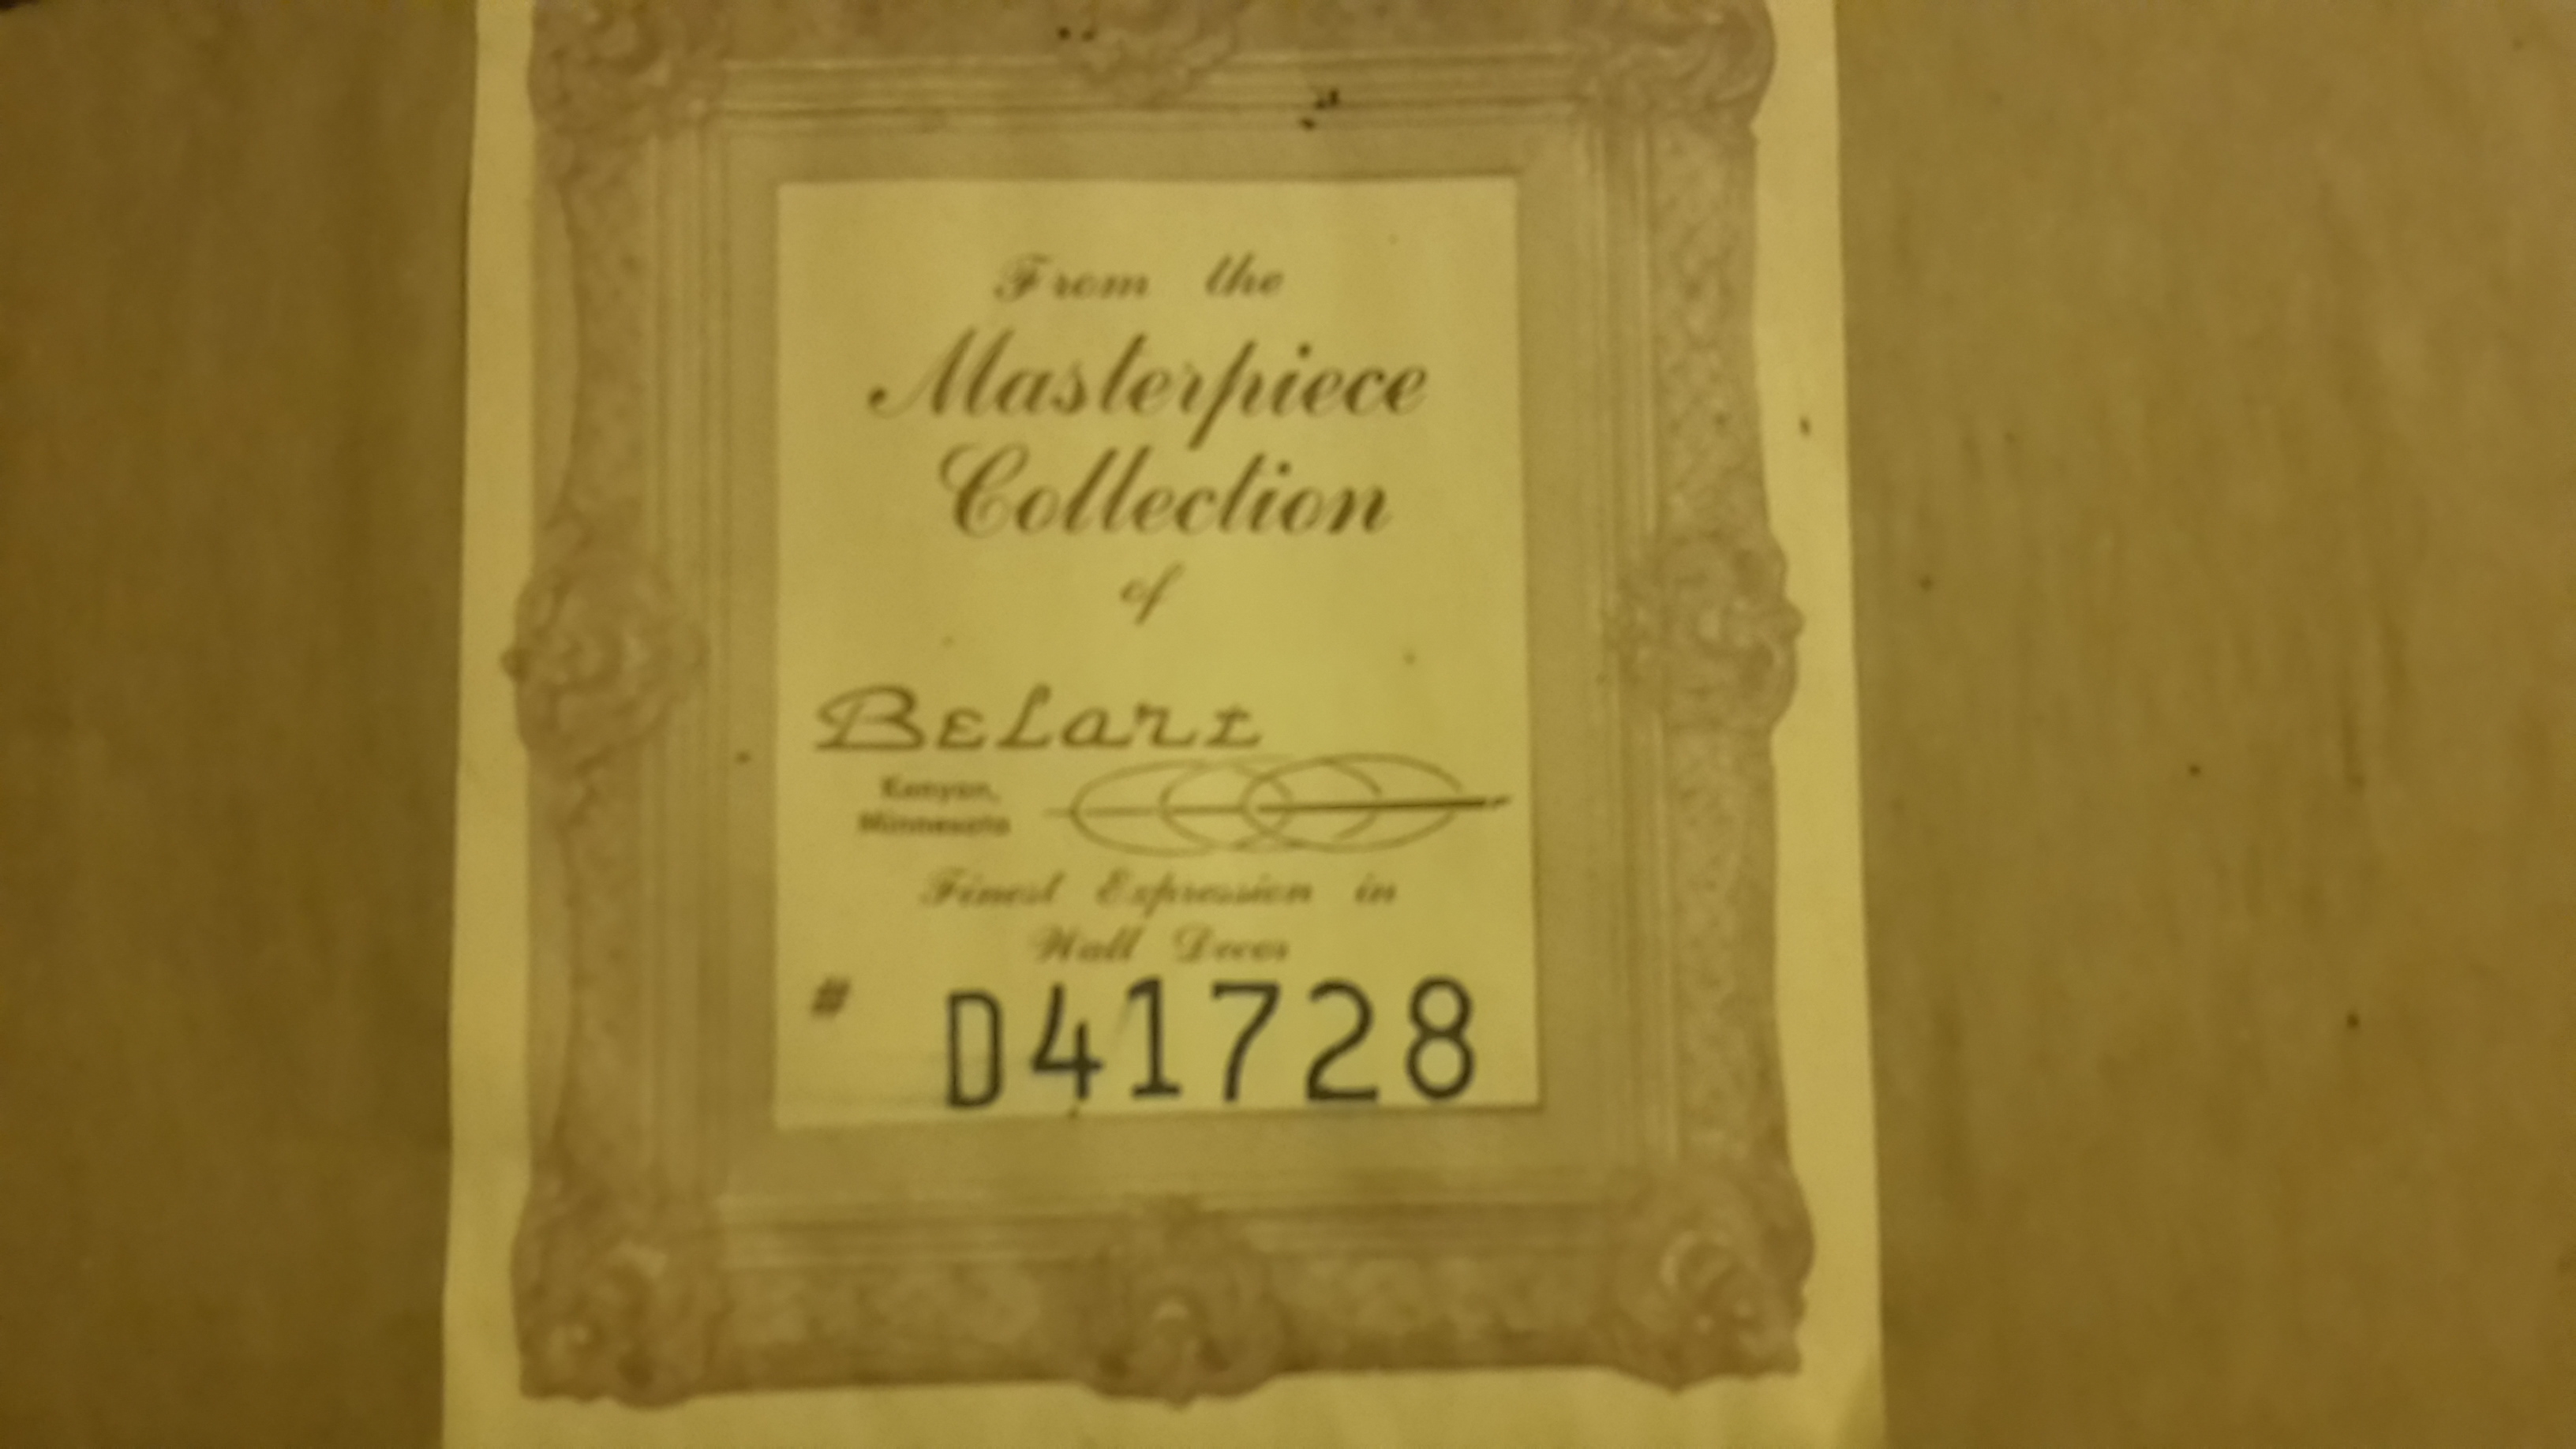 From the
Masterpiece
Collection
of
BELart
Kenyon,
Minnesota
Finest Expression in
Wall Decor
# D41728